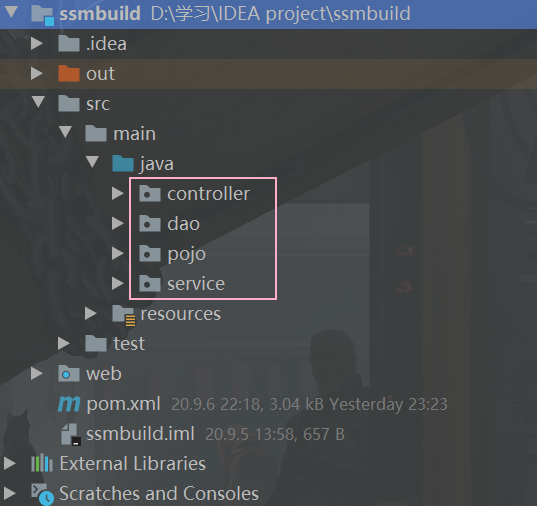 ssmbuild D:\学习\IDEA project\ssmbuild
.idea
out
src
main
java
controller
dao
pojo
service
resources
test
web
pom.xml 20.9.6 22:18, 3.04 kB Yesterday 23:23
ssmbuild.iml 20.9.5 13:58, 657 B
External Libraries
Scratches and Consoles